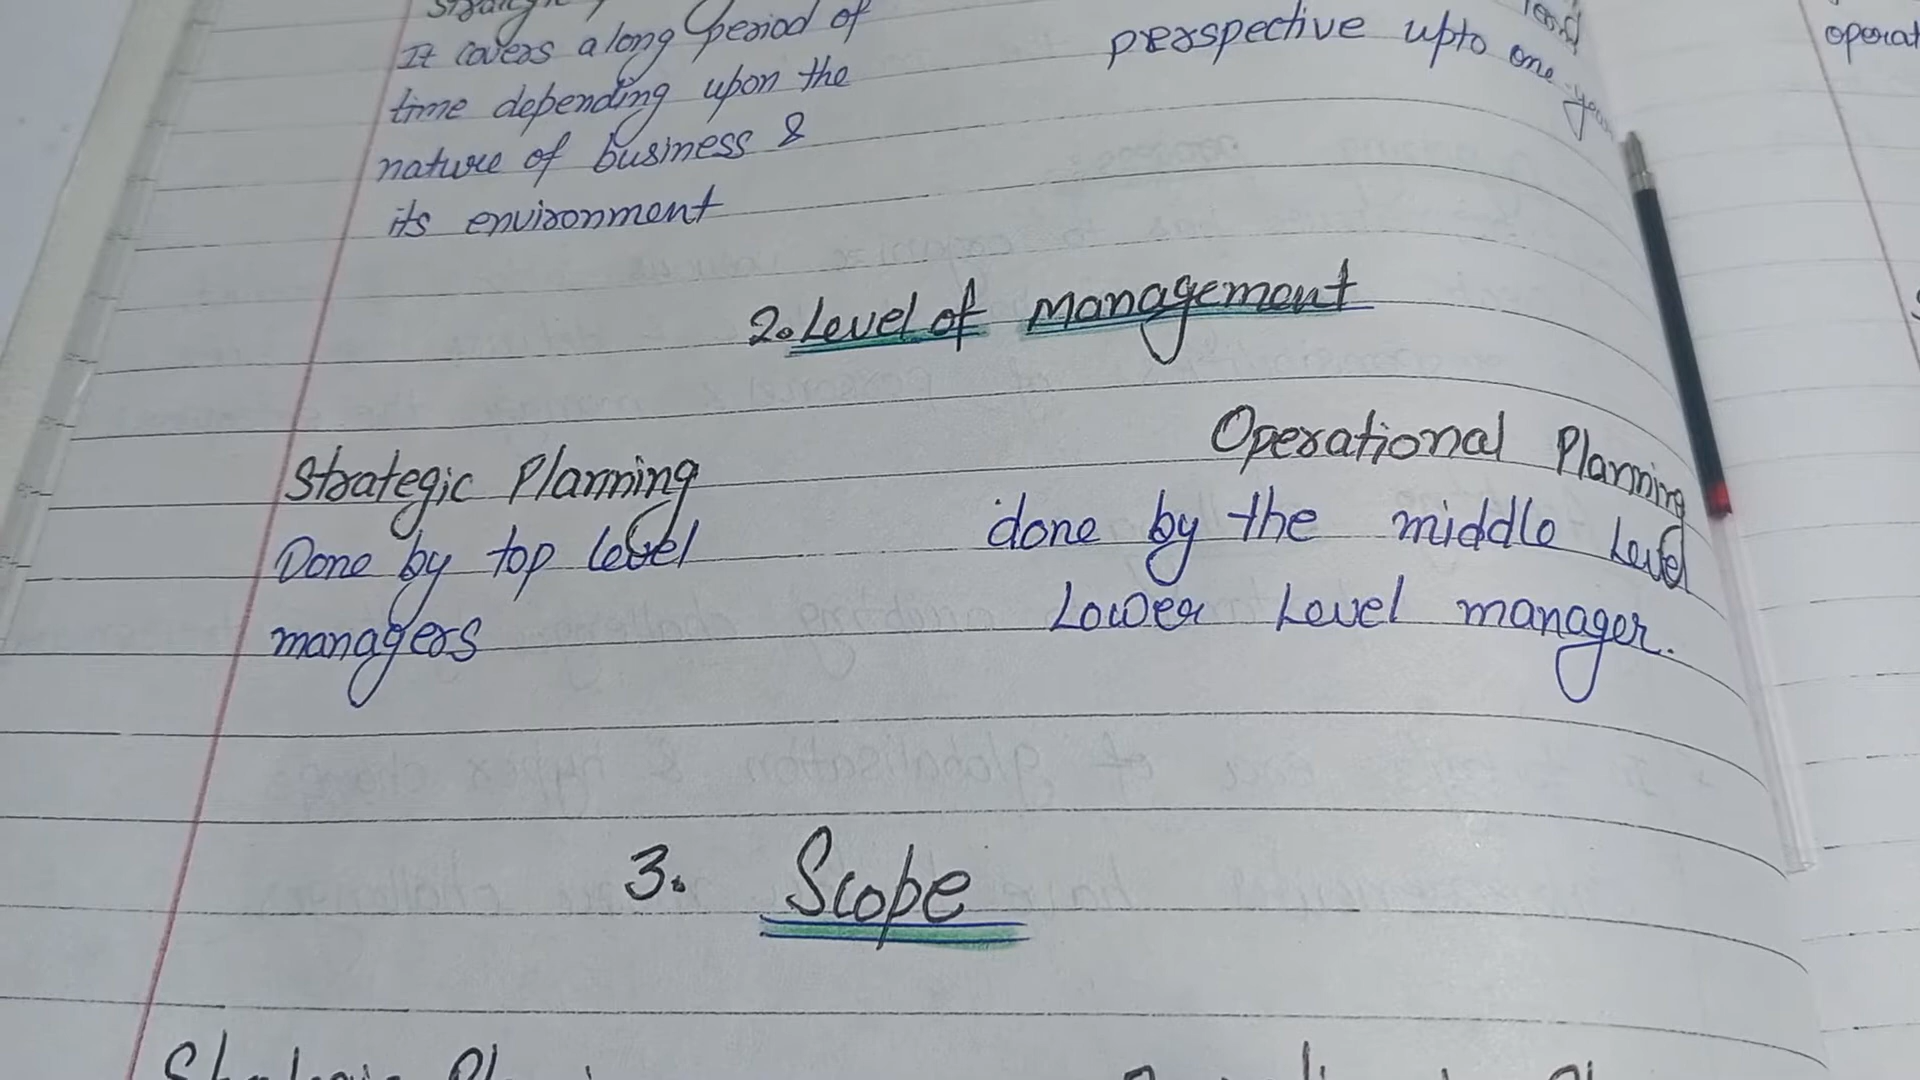 It covers a long period of
time depending upon the
nature of business &
its environment
perspective upto one year
2. Level of Management
Strategic Planning
Done by top level
managers
Operational Planning
done by the middle Level
Lower Level manager.
3. Scope